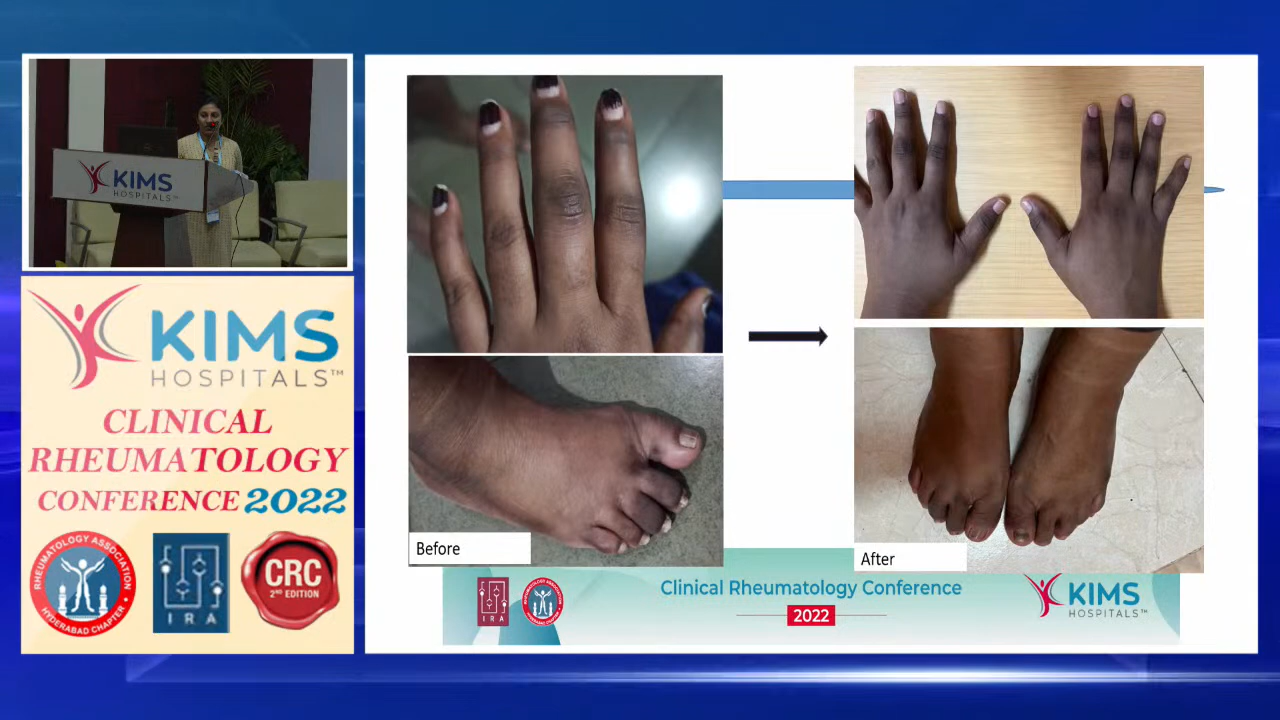 KIMS
HOSPITALS
KIMS
HOSPITALS™
CLINICAL
RHEUMATOLOGY
CONFERENCE 2022
RHEUMATOLOGY ASSOCIATION
HYDERABAD CHAPTER
IRA
CRC
2ND EDITION
Before
After
IRA
Clinical Rheumatology Conference
2022
KIMS
HOSPITALS™